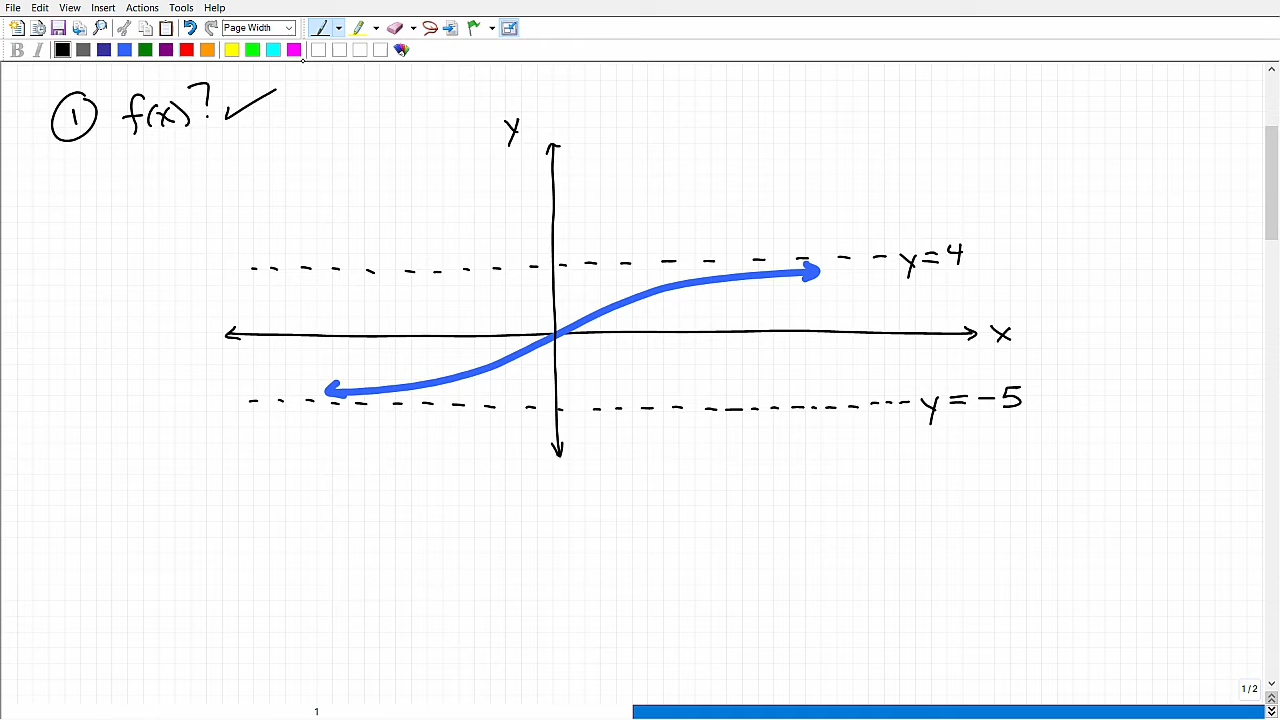 File Edit View Insert Actions Tools Help
Page Width
B I
① f(x)? ✓
y
y=4
x
y = -5
1/2
1